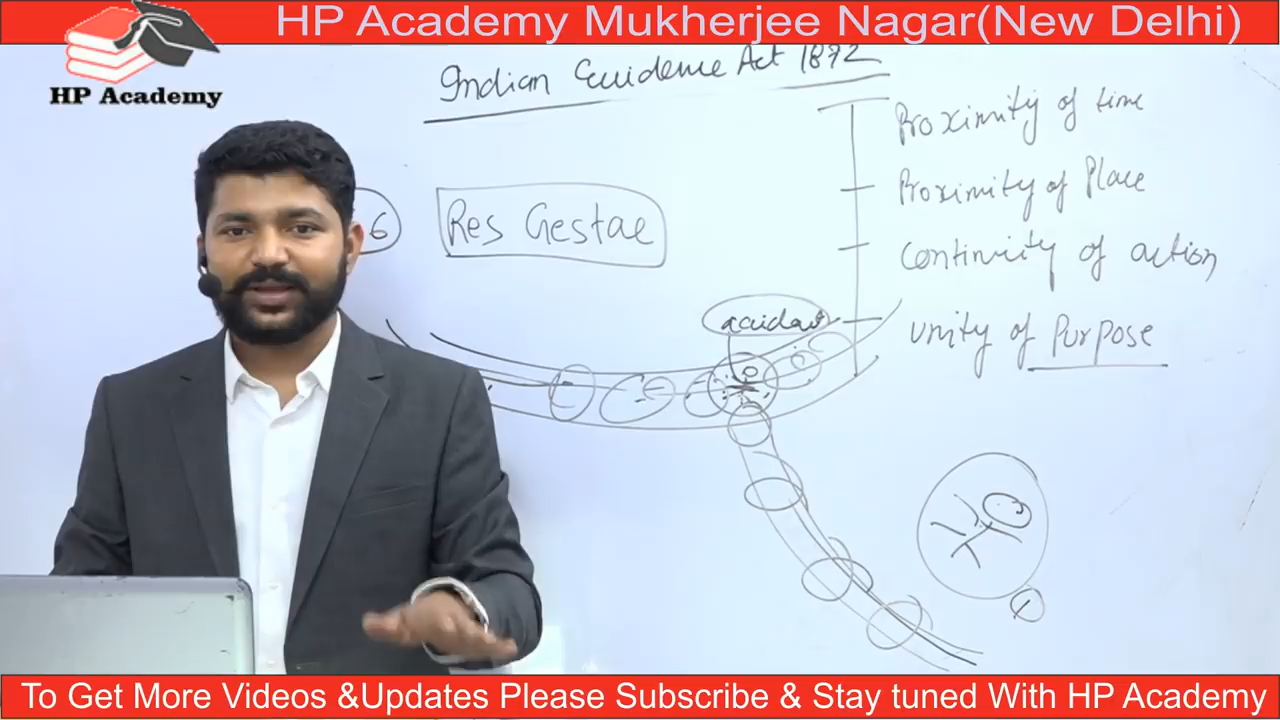 HP Academy Mukherjee Nagar(New Delhi)
HP Academy
Indian Evidence Act 1872
6
Res Gestae
Proximity of time
Proximity of Place
Continuity of action
Unity of Purpose
accident
1
To Get More Videos &Updates Please Subscribe & Stay tuned With HP Academy